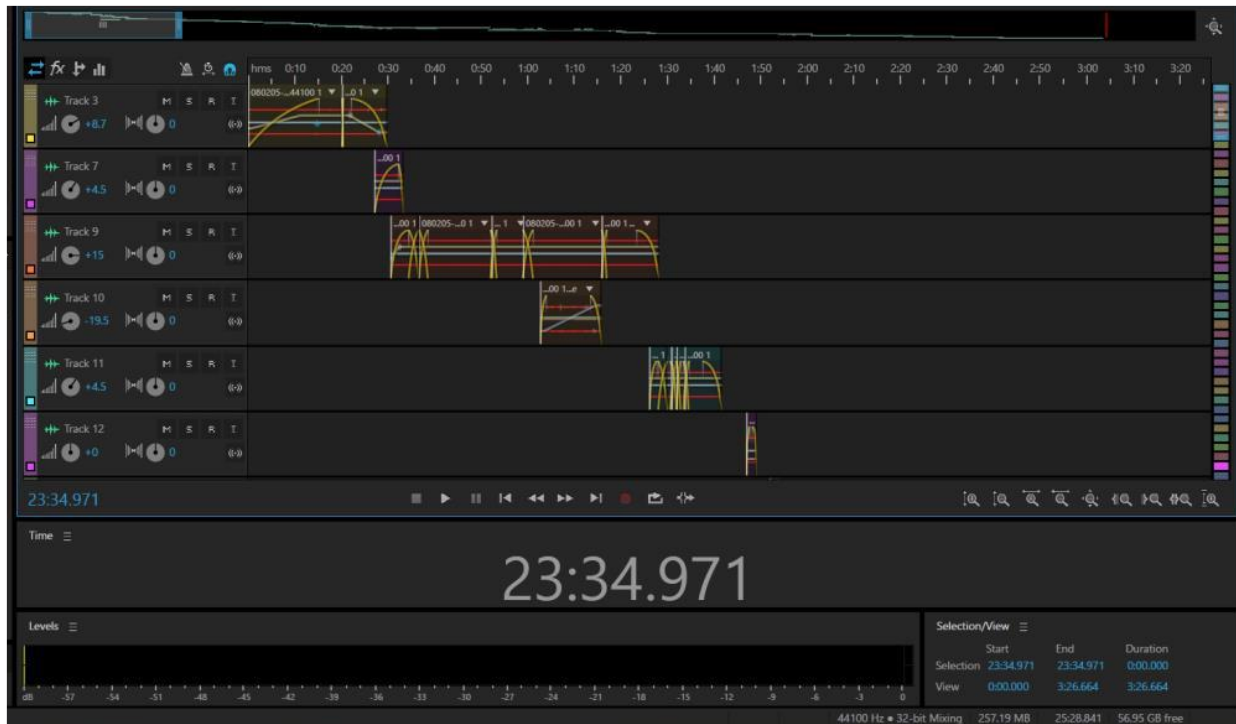 hms 0:10 0:20 0:30 0:40 0:50 1:00 1:10 1:20 1:30 1:40 1:50 2:00 2:10 2:20 2:30 2:40 2:50 3:00 3:10 3:20
Track 3 M S R I
+8.7 0
080205-...44100 1 ...0 1
Track 7 M S R I
+4.5 0
...00 1
Track 9 M S R I
+15 0
...00 1 080205-...0 1 ... 1 080205-...00 1 ...00 1...
Track 10 M S R I
-19.5 0
...00 1...e
Track 11 M S R I
+4.5 0
... 1 ...00 1
Track 12 M S R I
+0 0
23:34.971
Time
23:34.971
Levels
dB -57 -54 -51 -48 -45 -42 -39 -36 -33 -30 -27 -24 -21 -18 -15 -12 -9 -6 -3 0
Selection/View
Start End Duration
Selection 23:34.971 23:34.971 0:00.000
View 0:00.000 3:26.664 3:26.664
44100 Hz ● 32-bit Mixing 257.19 MB 25:28.841 56.95 GB free